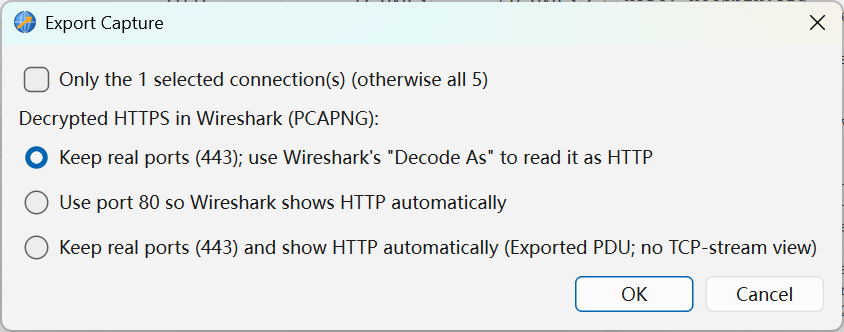 Export Capture
Only the 1 selected connection(s) (otherwise all 5)
Decrypted HTTPS in Wireshark (PCAPNG):
Keep real ports (443); use Wireshark's "Decode As" to read it as HTTP
Use port 80 so Wireshark shows HTTP automatically
Keep real ports (443) and show HTTP automatically (Exported PDU; no TCP-stream view)
OK
Cancel